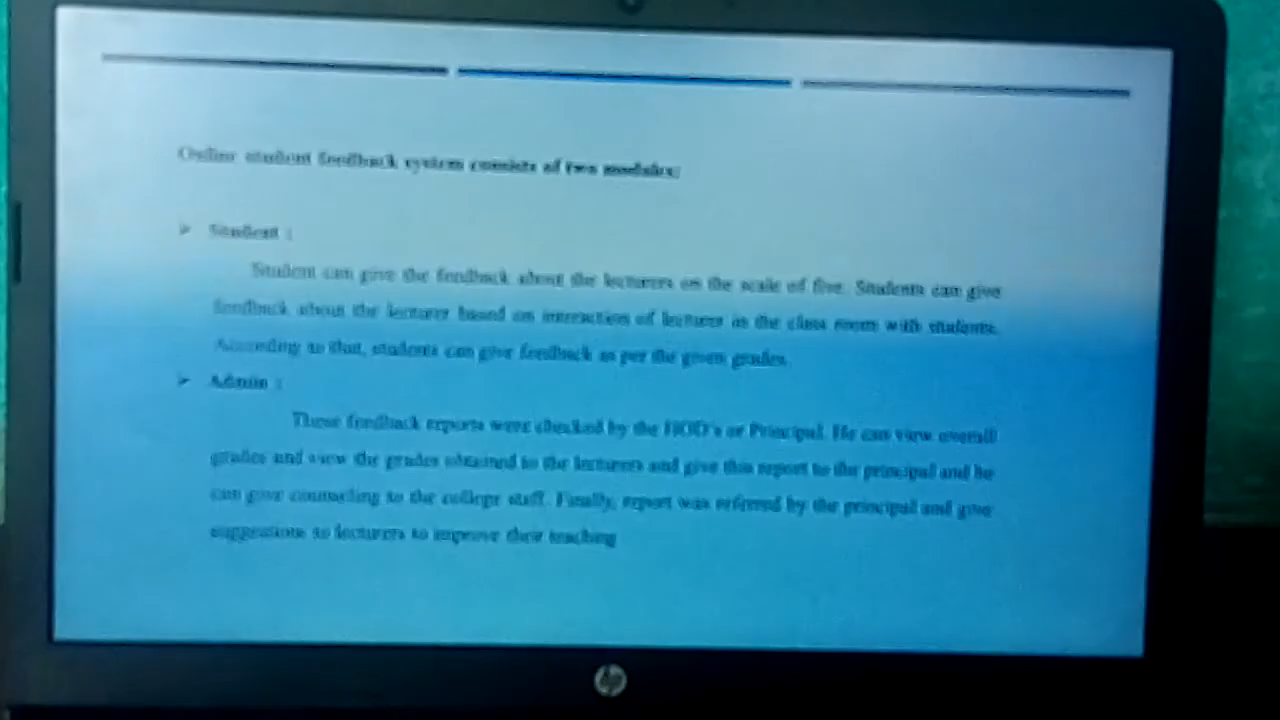 Online student feedback system consists of two modules:
➢ Student :
Student can give the feedback about the lecturers on the scale of five. Students can give
feedback about the lecturer based on interaction of lecturer in the class room with students.
According to that, students can give feedback as per the given grades.
➢ Admin :
These feedback reports were checked by the HOD's or Principal. He can view overall
grades and view the grades obtained to the lecturers and give this report to the principal and he
can give counseling to the college staff. Finally, report was referred by the principal and give
suggestions to lecturers to improve their teaching
hp